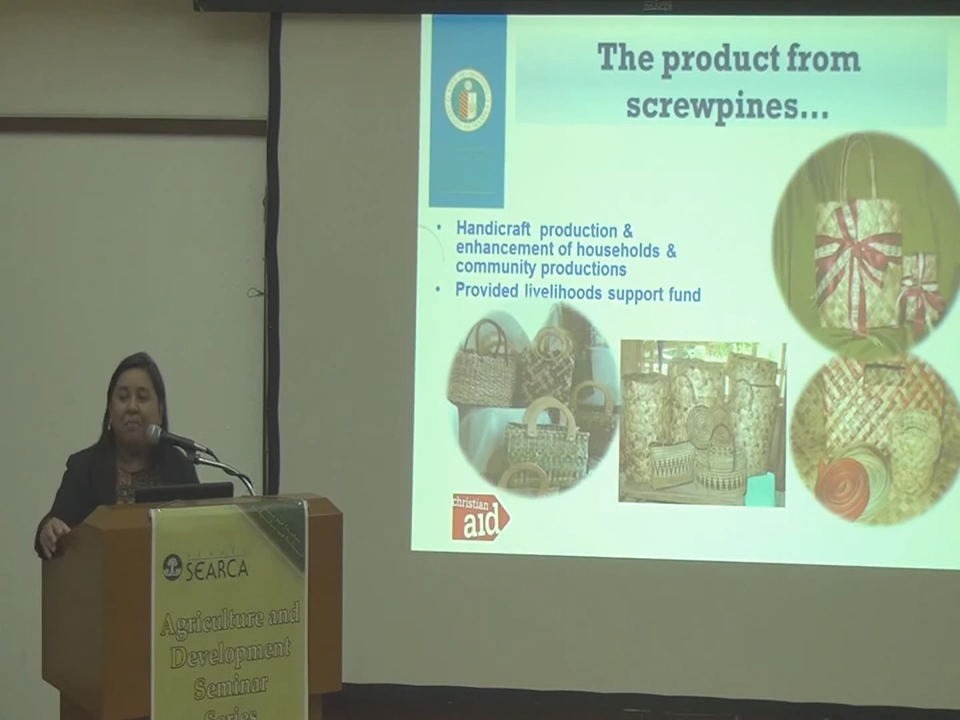 The product from
screwpines...
• Handicraft production &
enhancement of households &
community productions
• Provided livelihoods support fund
christian
aid
SEARCA
Agriculture and
Development
Seminar
Series